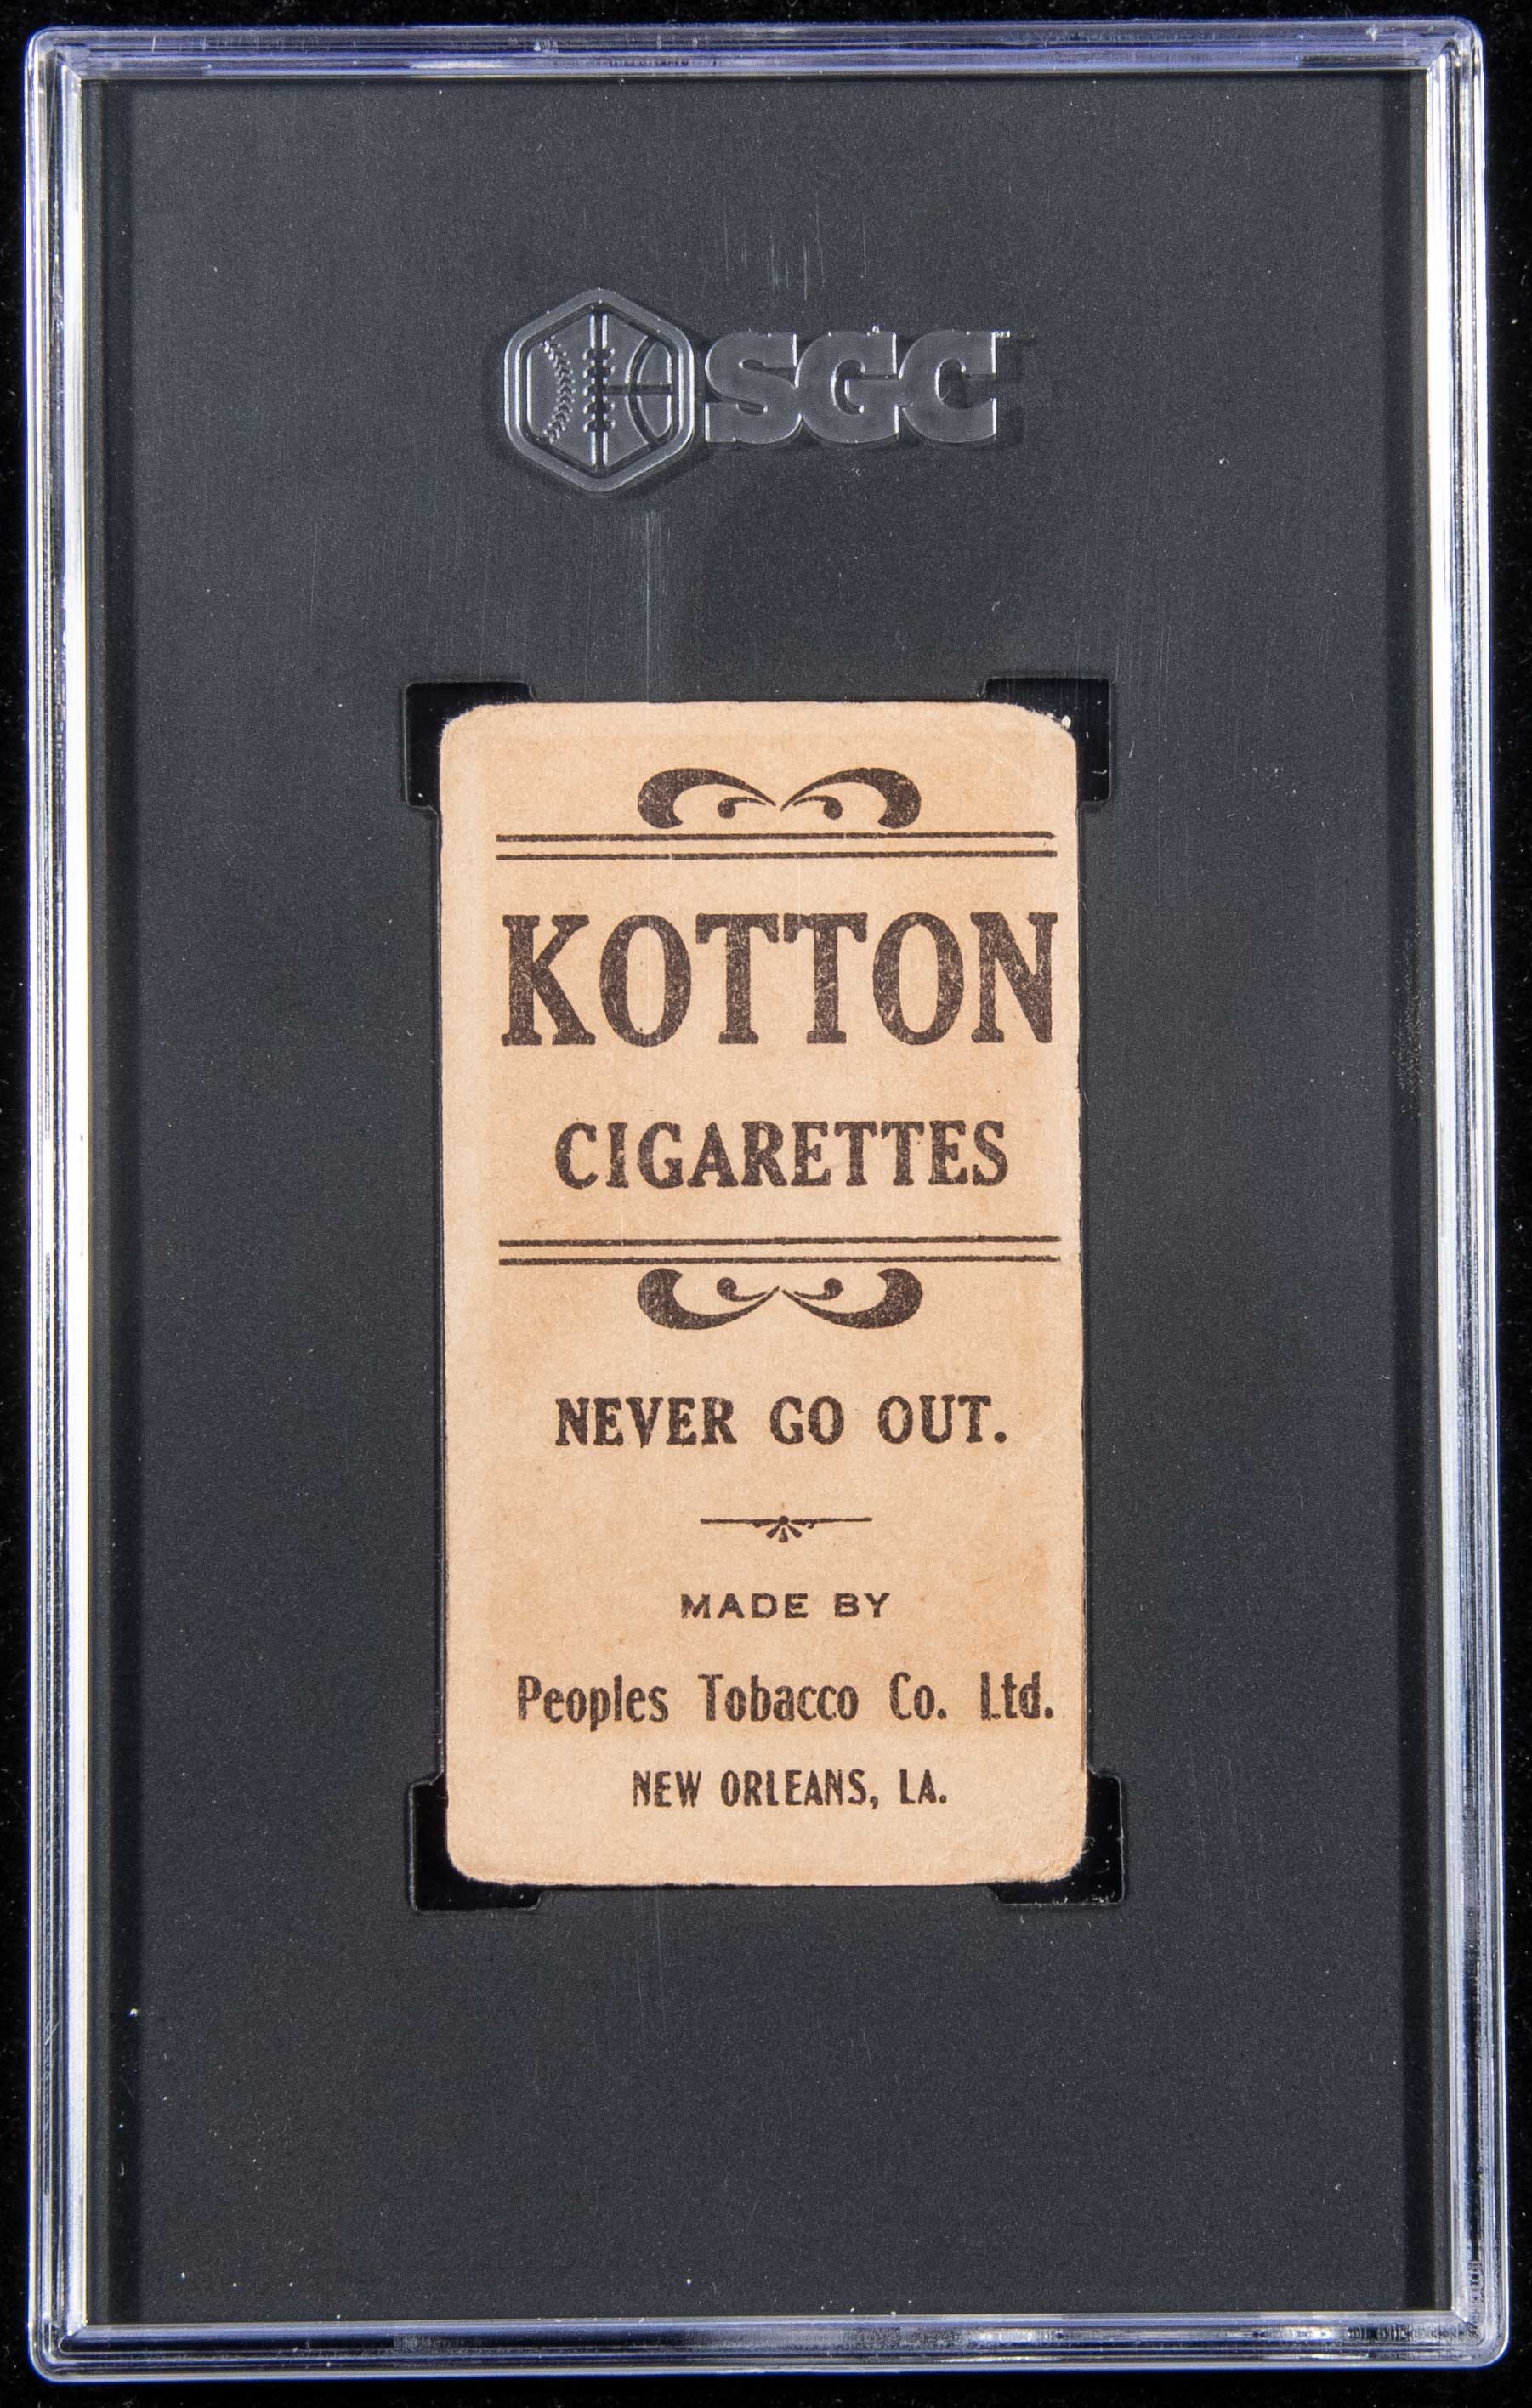 SGC
KOTTON
CIGARETTES
NEVER GO OUT.
MADE BY
Peoples Tobacco Co. Ltd.
NEW ORLEANS, LA.